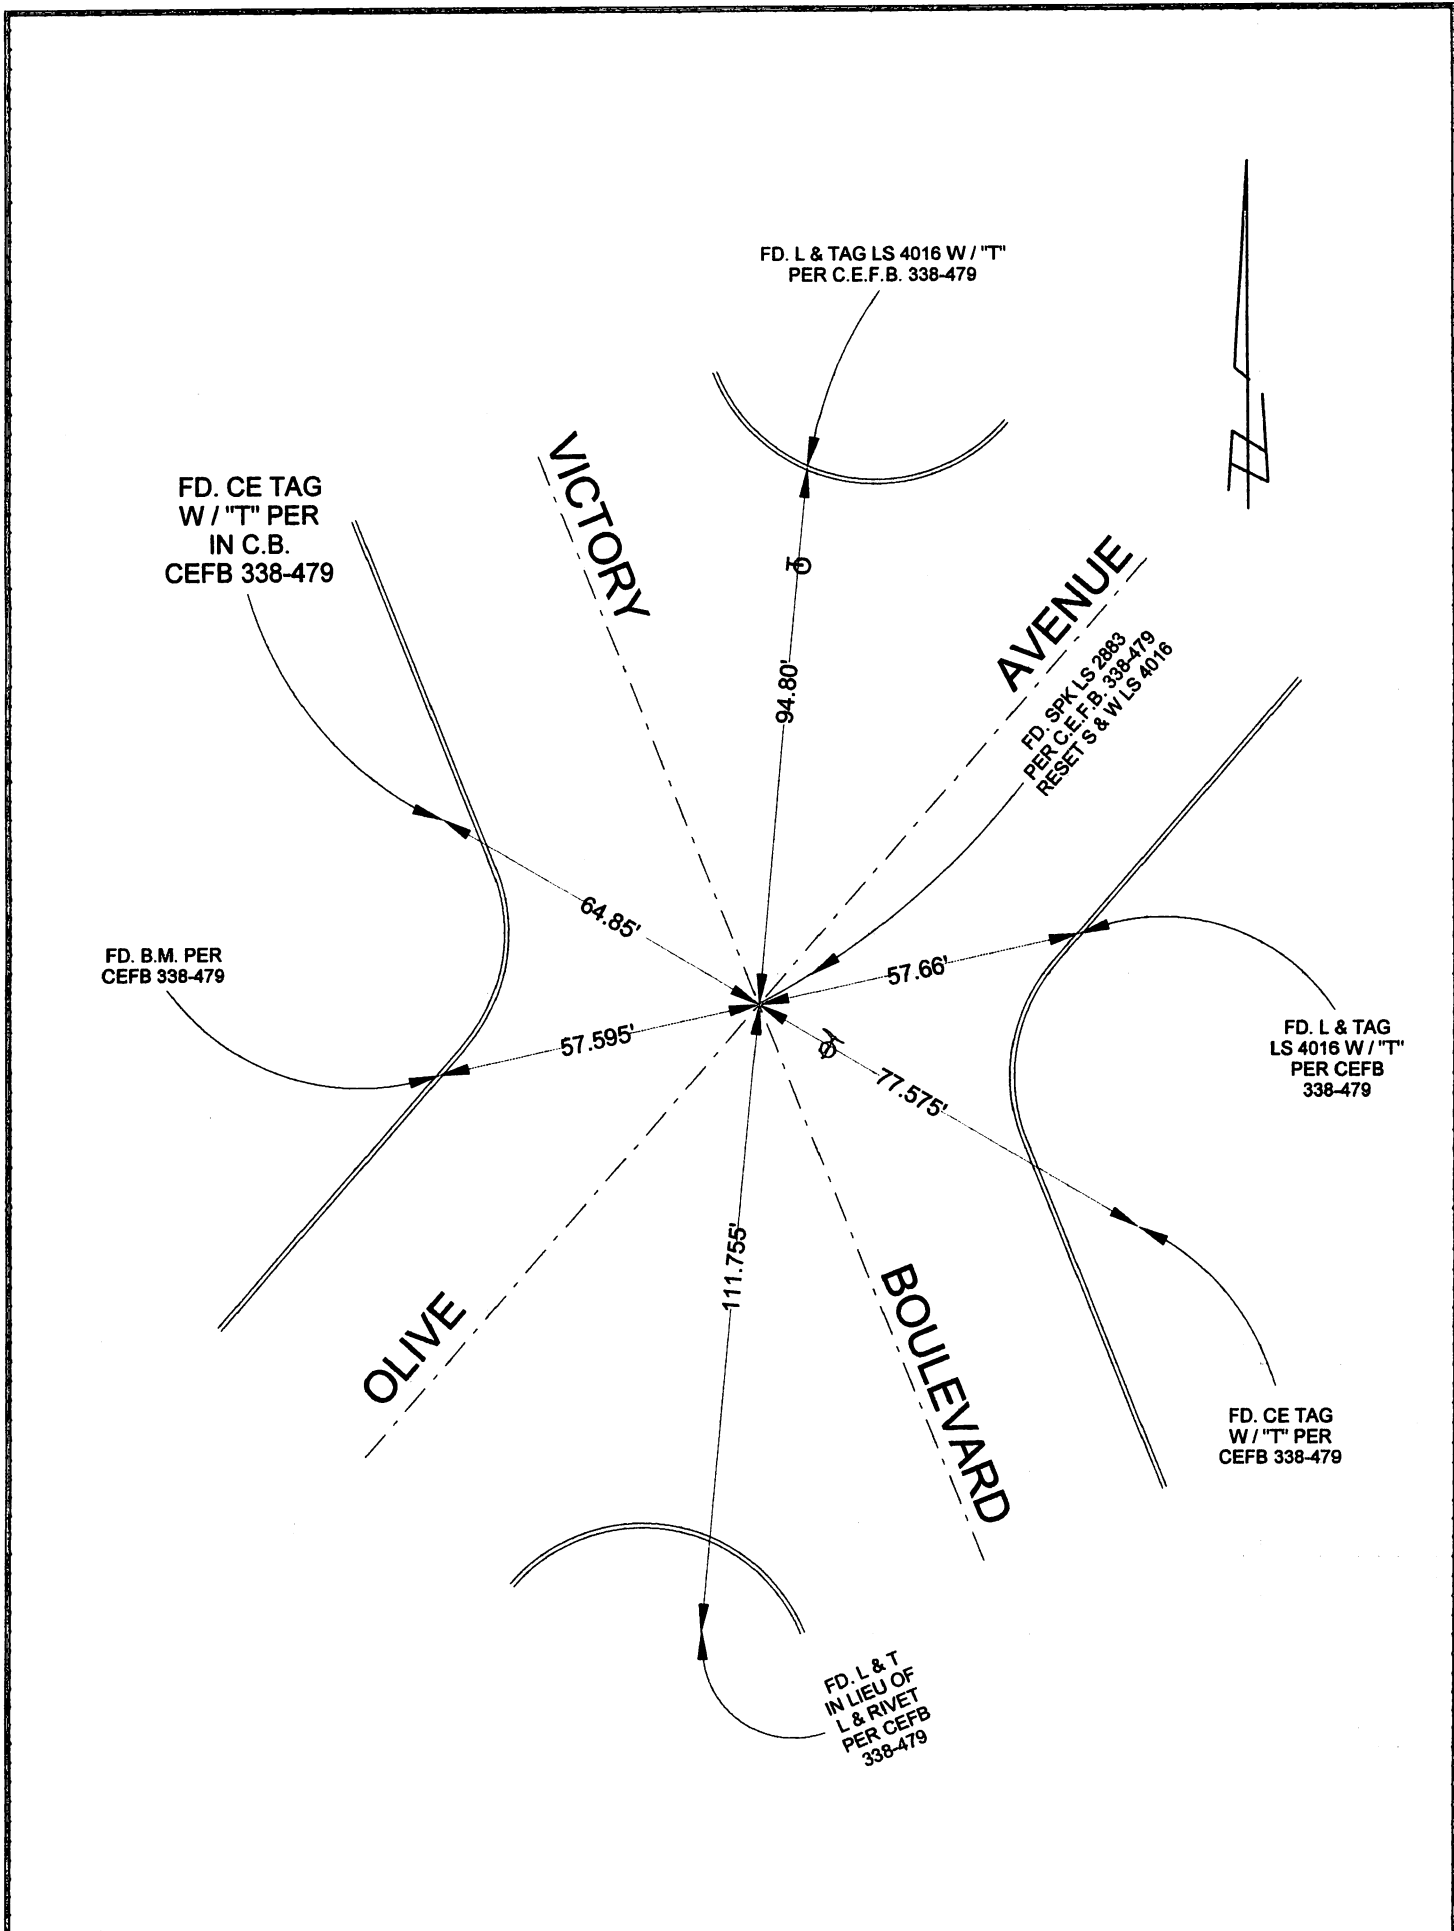 FD. L & TAG LS 4016 W / "T"
PER C.E.F.B. 338-479
VICTORY
FD. CE TAG
W / "T" PER
IN C.B.
CEFB 338-479
AVENUE
94.80'
FD. SPK LS 2883
PER C.E.F.B. 338-479
RESET S & W LS 4016
64.85'
FD. B.M. PER
CEFB 338-479
57.66'
57.595'
FD. L & TAG
LS 4016 W / "T"
PER CEFB
338-479
77.575'
111.755'
OLIVE
BOULEVARD
FD. CE TAG
W / "T" PER
CEFB 338-479
FD. L & T
IN LIEU OF
L & RIVET
PER CEFB
338-479